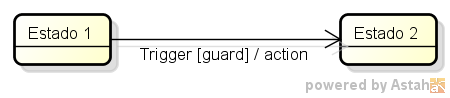 Estado 1
Estado 2
Trigger [guard] / action
powered by Astah